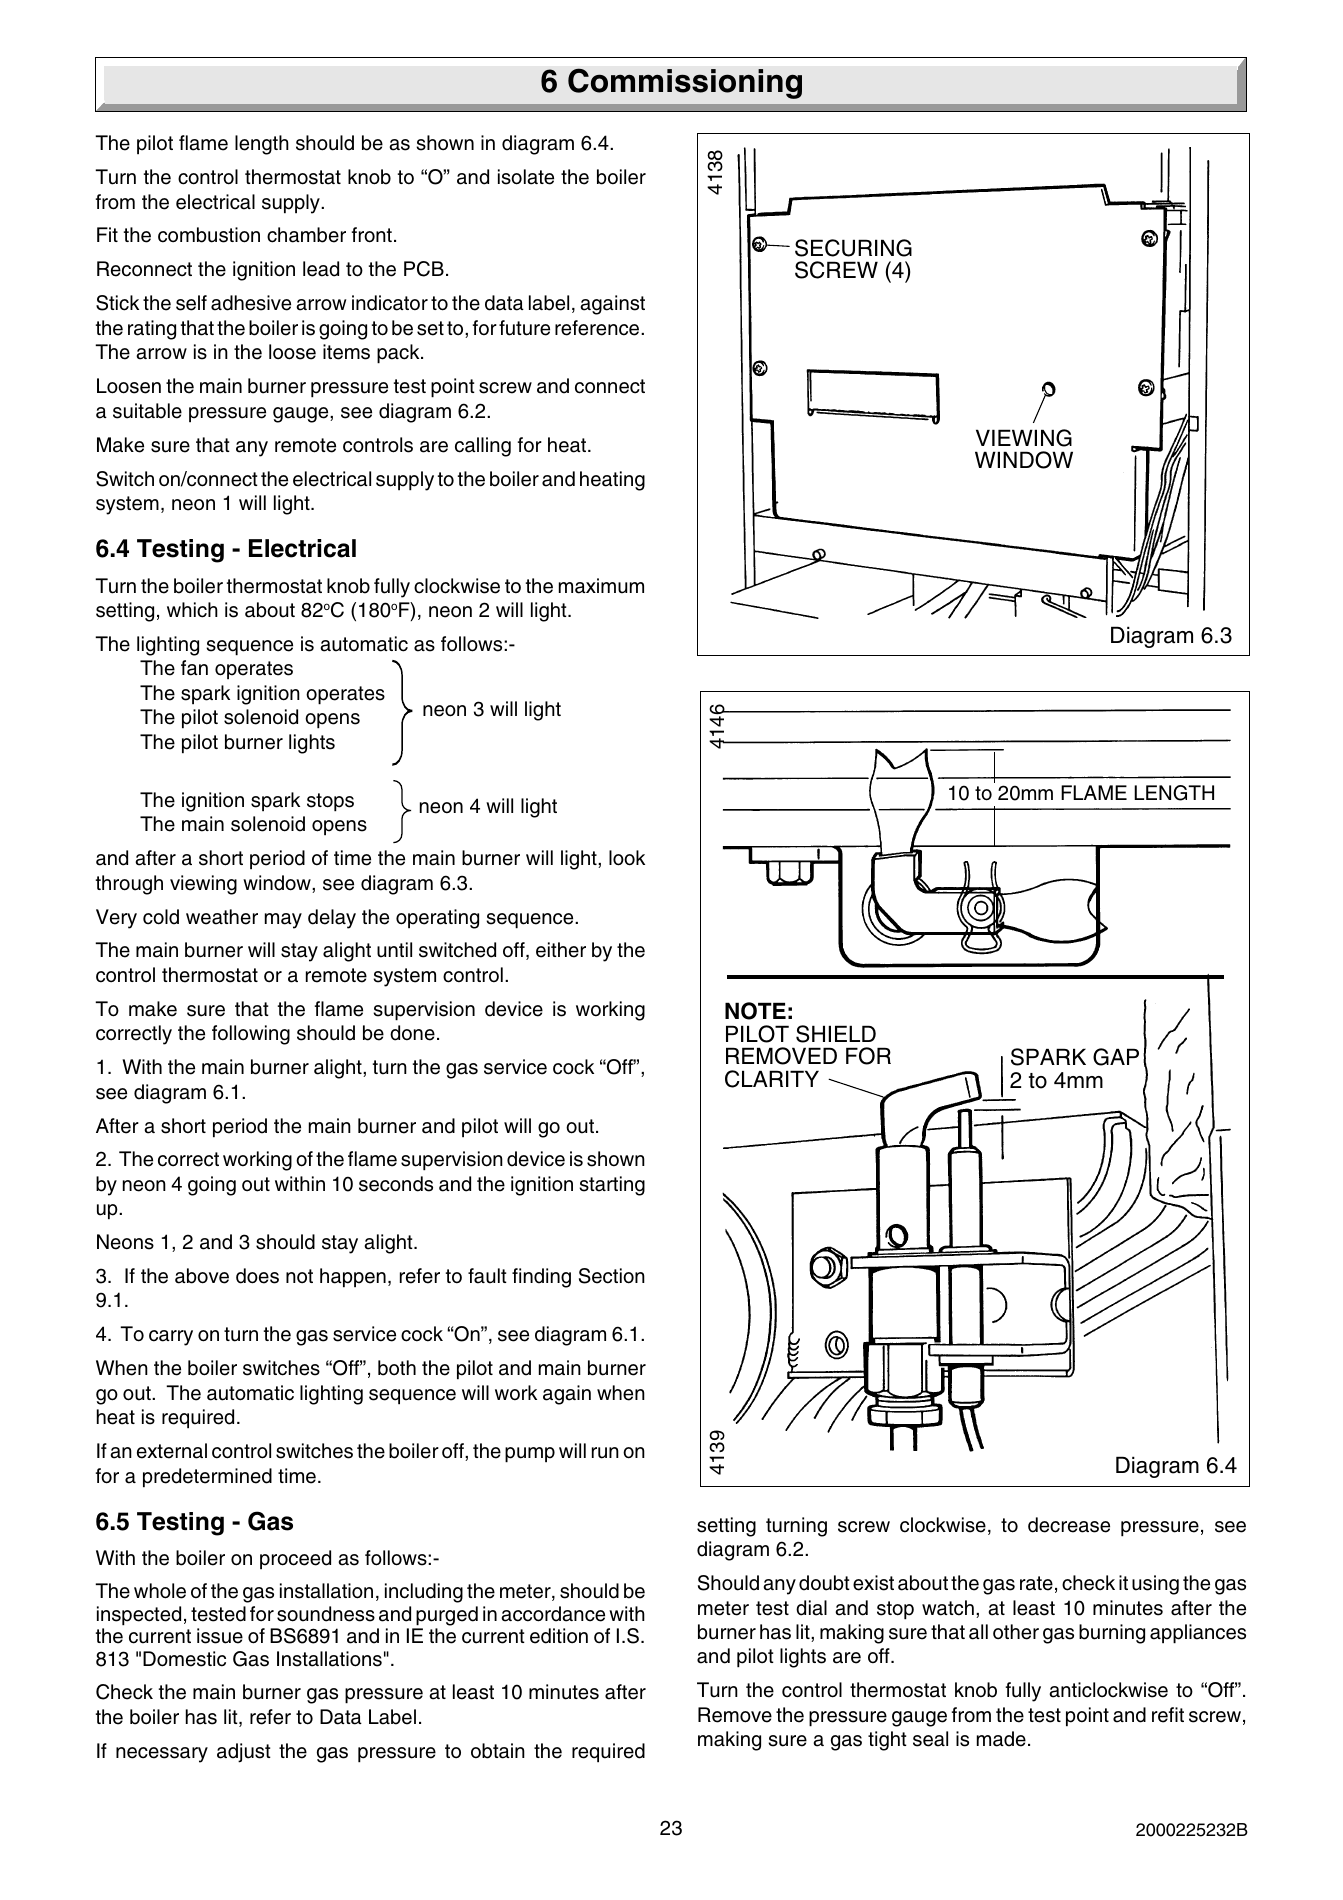 6 Commissioning
The pilot flame length should be as shown in diagram 6.4.
Turn the control thermostat knob to “O” and isolate the boiler
from the electrical supply.
Fit the combustion chamber front.
Reconnect the ignition lead to the PCB.
Stick the self adhesive arrow indicator to the data label, against
the rating that the boiler is going to be set to, for future reference.
The arrow is in the loose items pack.
Loosen the main burner pressure test point screw and connect
a suitable pressure gauge, see diagram 6.2.
Make sure that any remote controls are calling for heat.
Switch on/connect the electrical supply to the boiler and heating
system, neon 1 will light.
6.4 Testing - Electrical
Turn the boiler thermostat knob fully clockwise to the maximum
setting, which is about 82ºC (180ºF), neon 2 will light.
The lighting sequence is automatic as follows:-
The fan operates
The spark ignition operates
The pilot solenoid opens
The pilot burner lights
neon 3 will light
The ignition spark stops
The main solenoid opens
neon 4 will light
and after a short period of time the main burner will light, look
through viewing window, see diagram 6.3.
Very cold weather may delay the operating sequence.
The main burner will stay alight until switched off, either by the
control thermostat or a remote system control.
To make sure that the flame supervision device is working
correctly the following should be done.
1. With the main burner alight, turn the gas service cock “Off”,
see diagram 6.1.
After a short period the main burner and pilot will go out.
2. The correct working of the flame supervision device is shown
by neon 4 going out within 10 seconds and the ignition starting
up.
Neons 1, 2 and 3 should stay alight.
3. If the above does not happen, refer to fault finding Section
9.1.
4. To carry on turn the gas service cock “On”, see diagram 6.1.
When the boiler switches “Off”, both the pilot and main burner
go out. The automatic lighting sequence will work again when
heat is required.
If an external control switches the boiler off, the pump will run on
for a predetermined time.
6.5 Testing - Gas
With the boiler on proceed as follows:-
The whole of the gas installation, including the meter, should be
inspected, tested for soundness and purged in accordance with
the current issue of BS6891 and in IE the current edition of I.S.
813 "Domestic Gas Installations".
Check the main burner gas pressure at least 10 minutes after
the boiler has lit, refer to Data Label.
If necessary adjust the gas pressure to obtain the required
4138
SECURING
SCREW (4)
VIEWING
WINDOW
Diagram 6.3
4146
10 to 20mm FLAME LENGTH
NOTE:
PILOT SHIELD
REMOVED FOR
CLARITY
SPARK GAP
2 to 4mm
4139
Diagram 6.4
setting turning screw clockwise, to decrease pressure, see
diagram 6.2.
Should any doubt exist about the gas rate, check it using the gas
meter test dial and stop watch, at least 10 minutes after the
burner has lit, making sure that all other gas burning appliances
and pilot lights are off.
Turn the control thermostat knob fully anticlockwise to “Off”.
Remove the pressure gauge from the test point and refit screw,
making sure a gas tight seal is made.
23
2000225232B